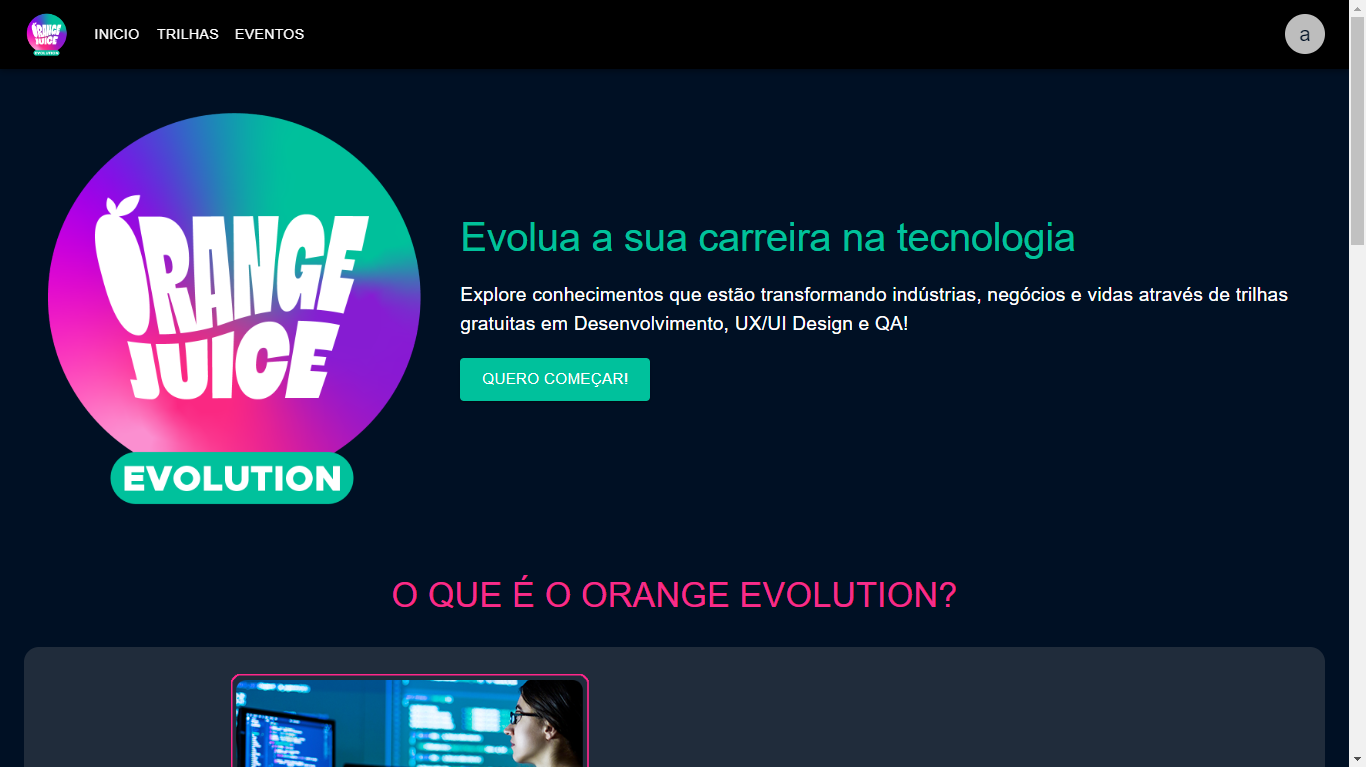 ORANGE
JUICE
EVOLUTION
INICIO TRILHAS EVENTOS
a
ORANGE
JUICE
EVOLUTION
Evolua a sua carreira na tecnologia
Explore conhecimentos que estão transformando indústrias, negócios e vidas através de trilhas
gratuitas em Desenvolvimento, UX/UI Design e QA!
QUERO COMEÇAR!
O QUE É O ORANGE EVOLUTION?